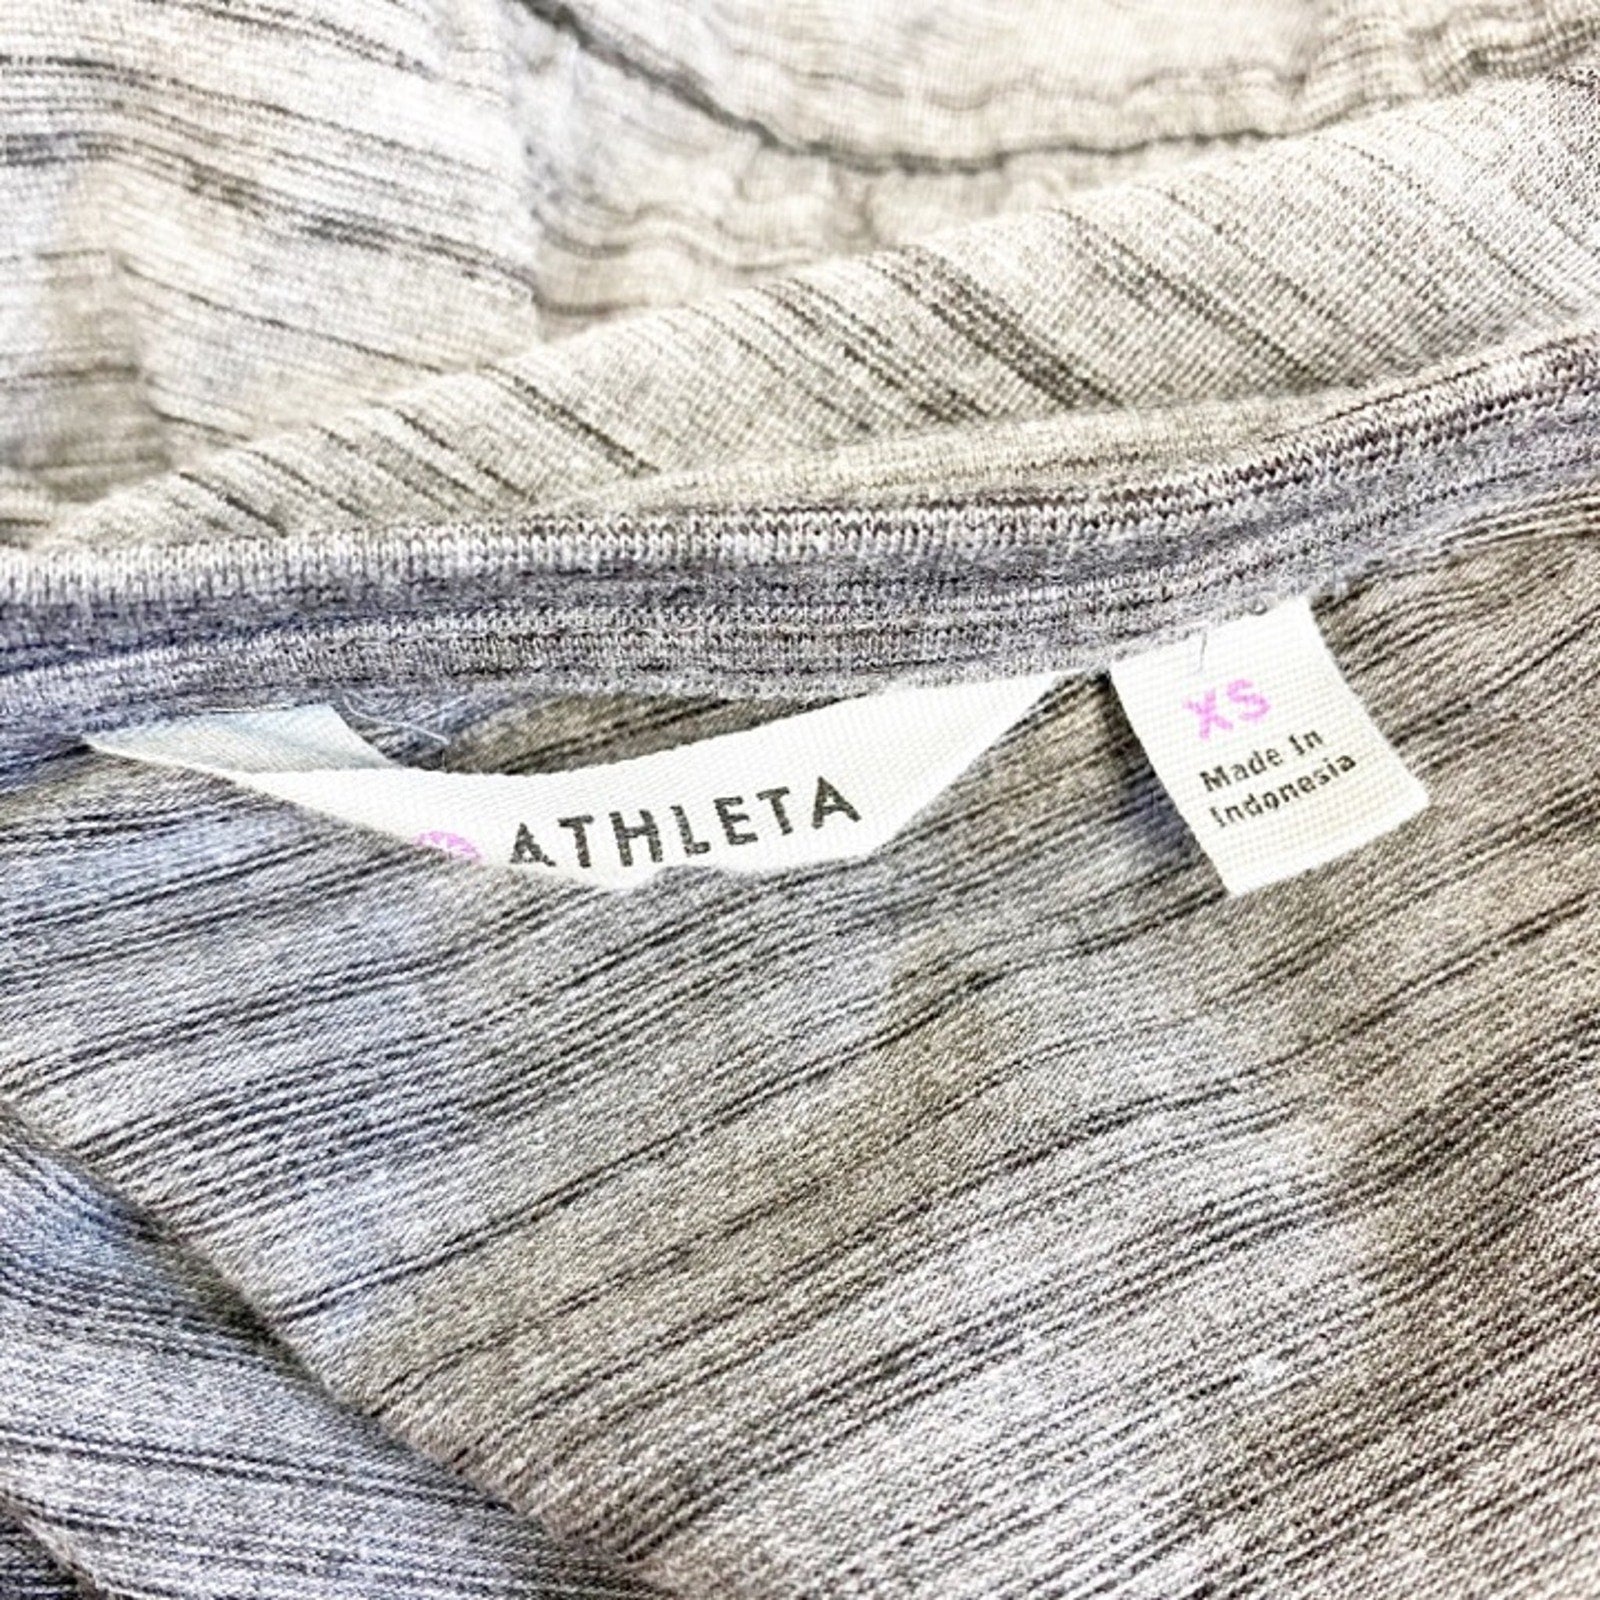 ATHLETA
XS
Made In
Indonesia